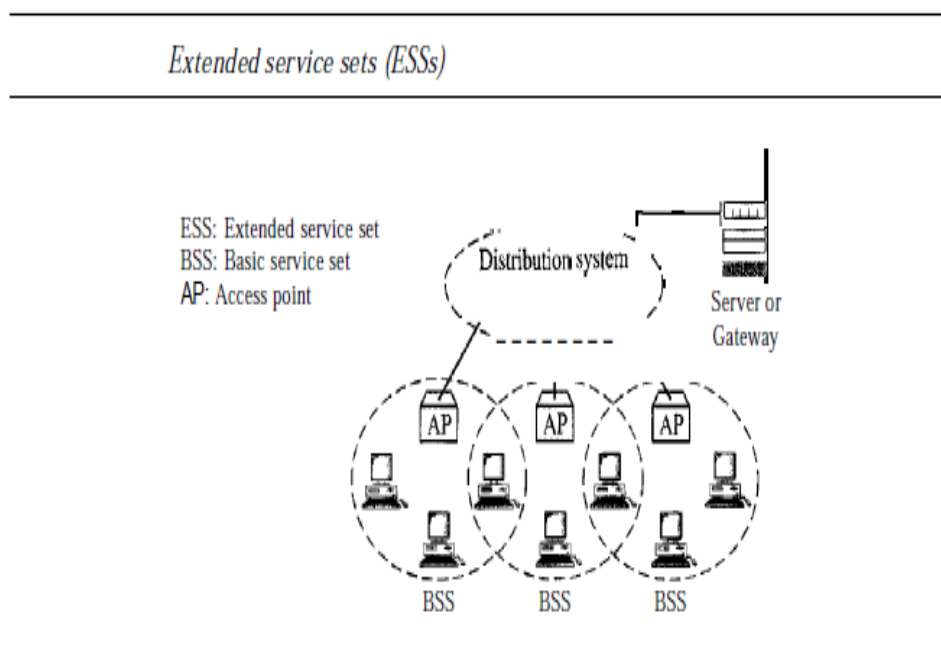 Extended service sets (ESSs)
ESS: Extended service set
BSS: Basic service set
AP: Access point
Distribution system
Server or
Gateway
AP AP AP
BSS BSS BSS